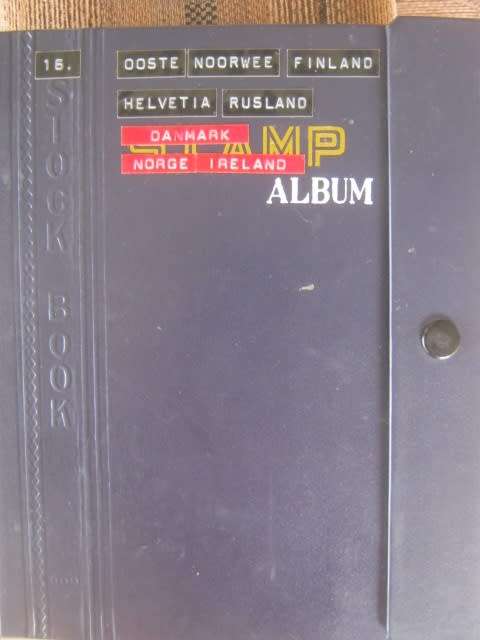 16. OOSTE NOORWEE FINLAND
HELVETIA RUSLAND
DANMARK
STAMP
NORGE IRELAND
ALBUM
STOCK BOOK